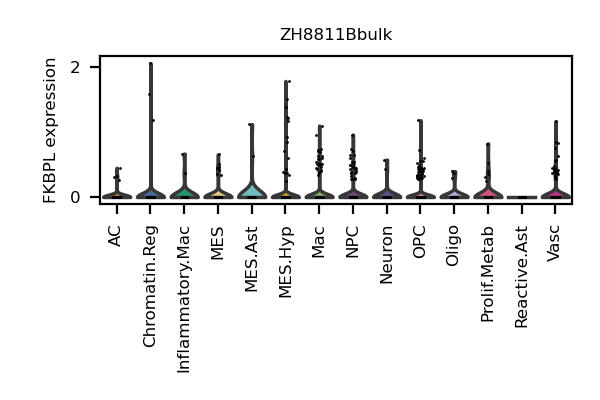 ZH8811Bbulk
FKBPL expression
2
0
AC
Chromatin.Reg
Inflammatory.Mac
MES
MES.Ast
MES.Hyp
Mac
NPC
Neuron
OPC
Oligo
Prolif.Metab
Reactive.Ast
Vasc